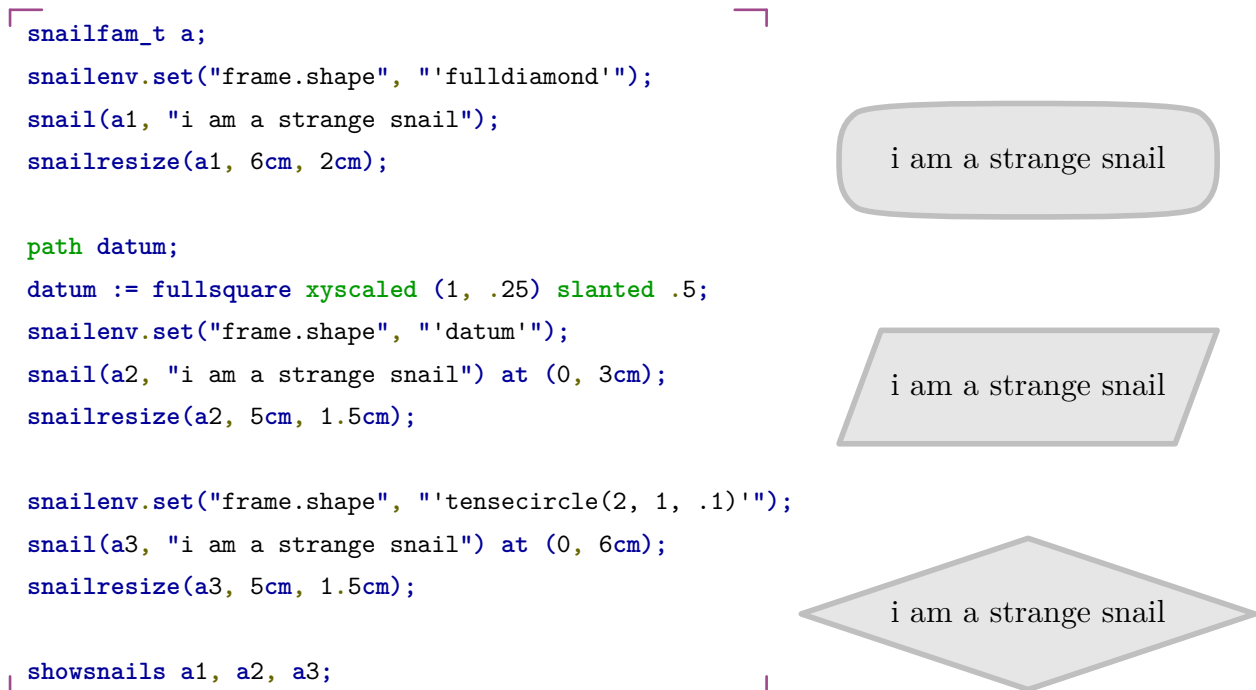 snailfam_t a;
snailenv.set("frame.shape", "'fulldiamond'");
snail(a1, "i am a strange snail");
snailresize(a1, 6cm, 2cm);
path datum;
datum := fullsquare xyscaled (1, .25) slanted .5;
snailenv.set("frame.shape", "'datum'");
snail(a2, "i am a strange snail") at (0, 3cm);
snailresize(a2, 5cm, 1.5cm);
snailenv.set("frame.shape", "'tensecircle(2, 1, .1)'");
snail(a3, "i am a strange snail") at (0, 6cm);
snailresize(a3, 5cm, 1.5cm);
showsnails a1, a2, a3;
i am a strange snail
i am a strange snail
i am a strange snail